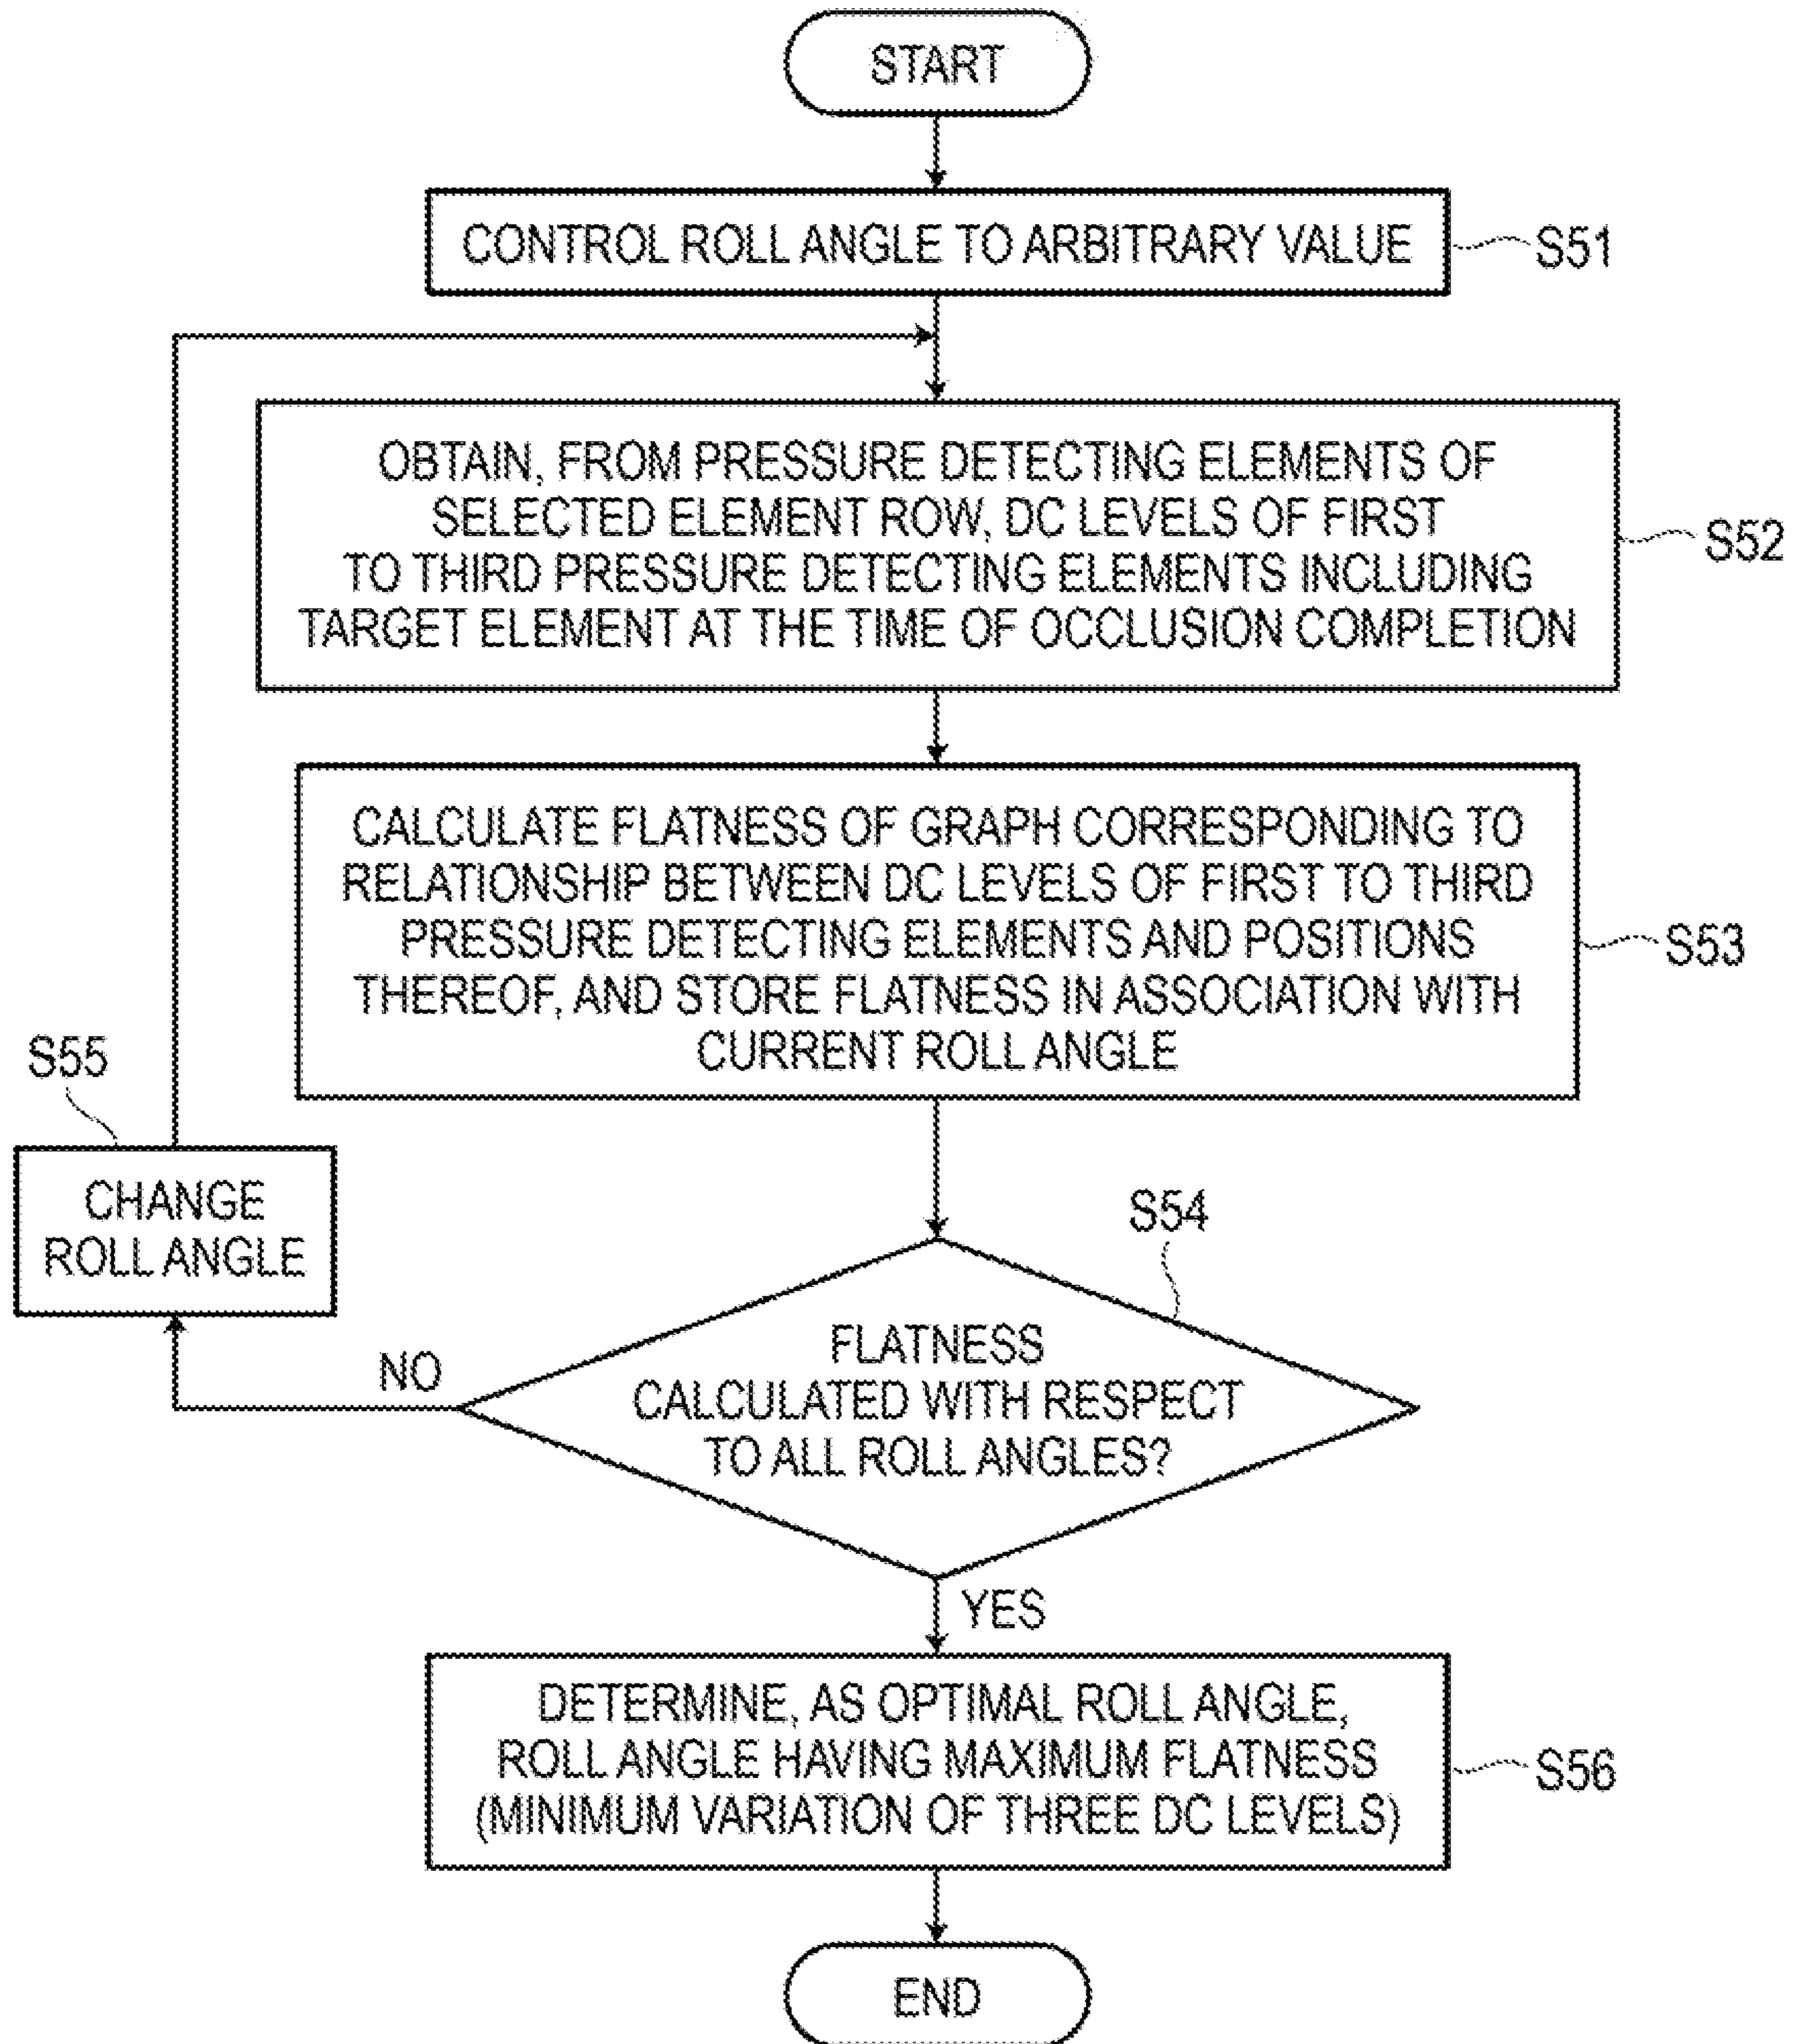 START
CONTROL ROLL ANGLE TO ARBITRARY VALUE
S51
OBTAIN, FROM PRESSURE DETECTING ELEMENTS OF
SELECTED ELEMENT ROW, DC LEVELS OF FIRST
TO THIRD PRESSURE DETECTING ELEMENTS INCLUDING
TARGET ELEMENT AT THE TIME OF OCCLUSION COMPLETION
S52
CALCULATE FLATNESS OF GRAPH CORRESPONDING TO
RELATIONSHIP BETWEEN DC LEVELS OF FIRST TO THIRD
PRESSURE DETECTING ELEMENTS AND POSITIONS
THEREOF, AND STORE FLATNESS IN ASSOCIATION WITH
CURRENT ROLL ANGLE
S53
S55
CHANGE
ROLL ANGLE
S54
FLATNESS
CALCULATED WITH RESPECT
TO ALL ROLL ANGLES?
NO
YES
DETERMINE, AS OPTIMAL ROLL ANGLE,
ROLL ANGLE HAVING MAXIMUM FLATNESS
(MINIMUM VARIATION OF THREE DC LEVELS)
S56
END